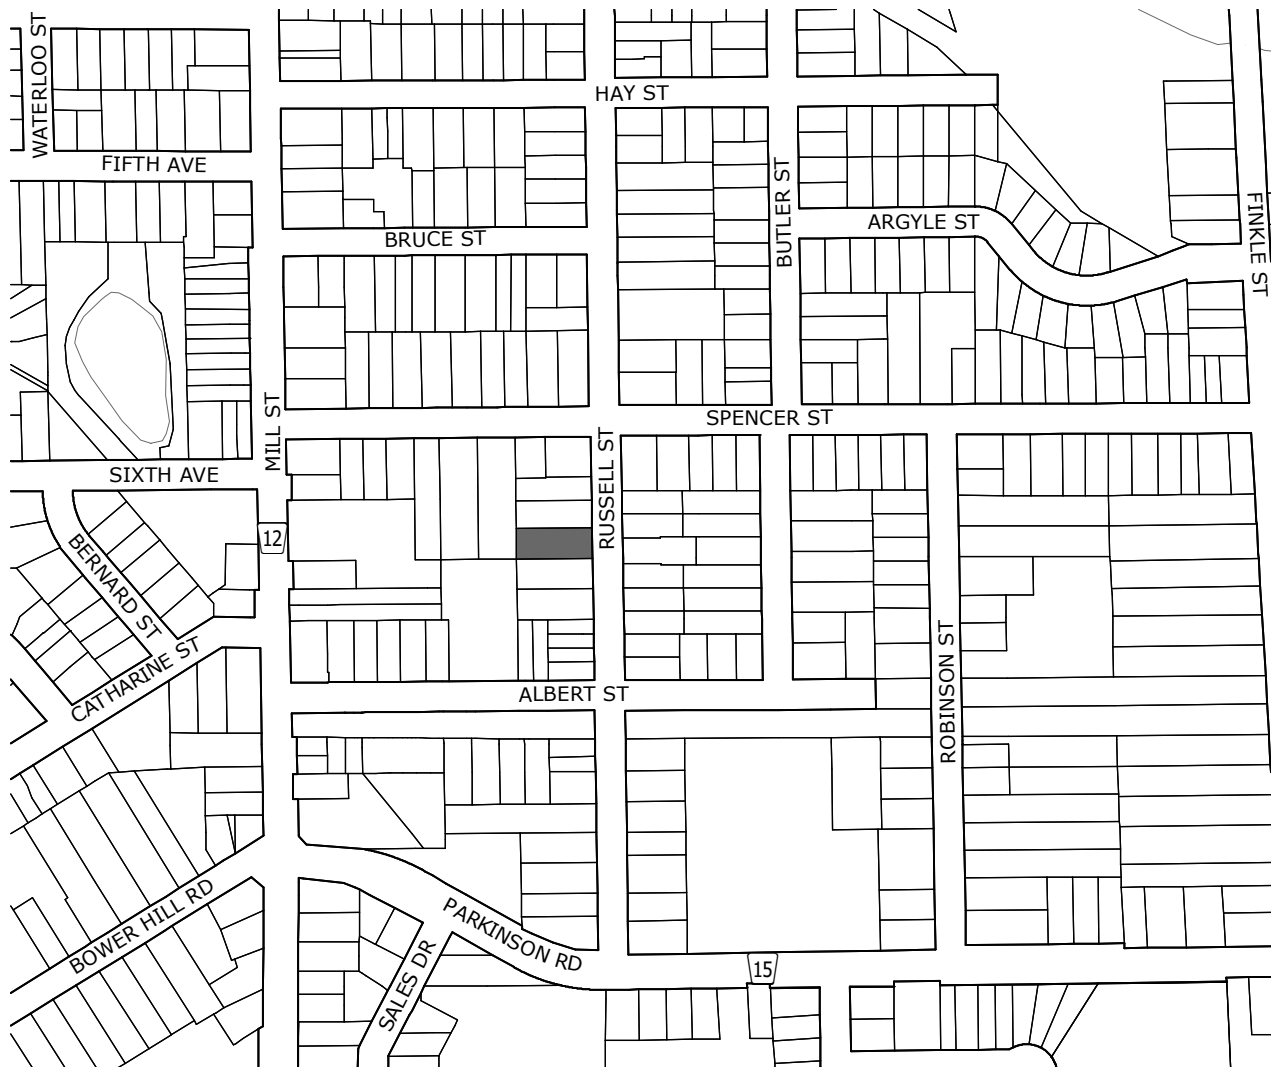 WATERLOO ST
HAY ST
FIFTH AVE
BUTLER ST
FINKLE ST
ARGYLE ST
BRUCE ST
MILL ST
SPENCER ST
RUSSELL ST
SIXTH AVE
12
BERNARD ST
CATHARINE ST
ROBINSON ST
ALBERT ST
BOWER HILL RD
PARKINSON RD
SALES DR
15